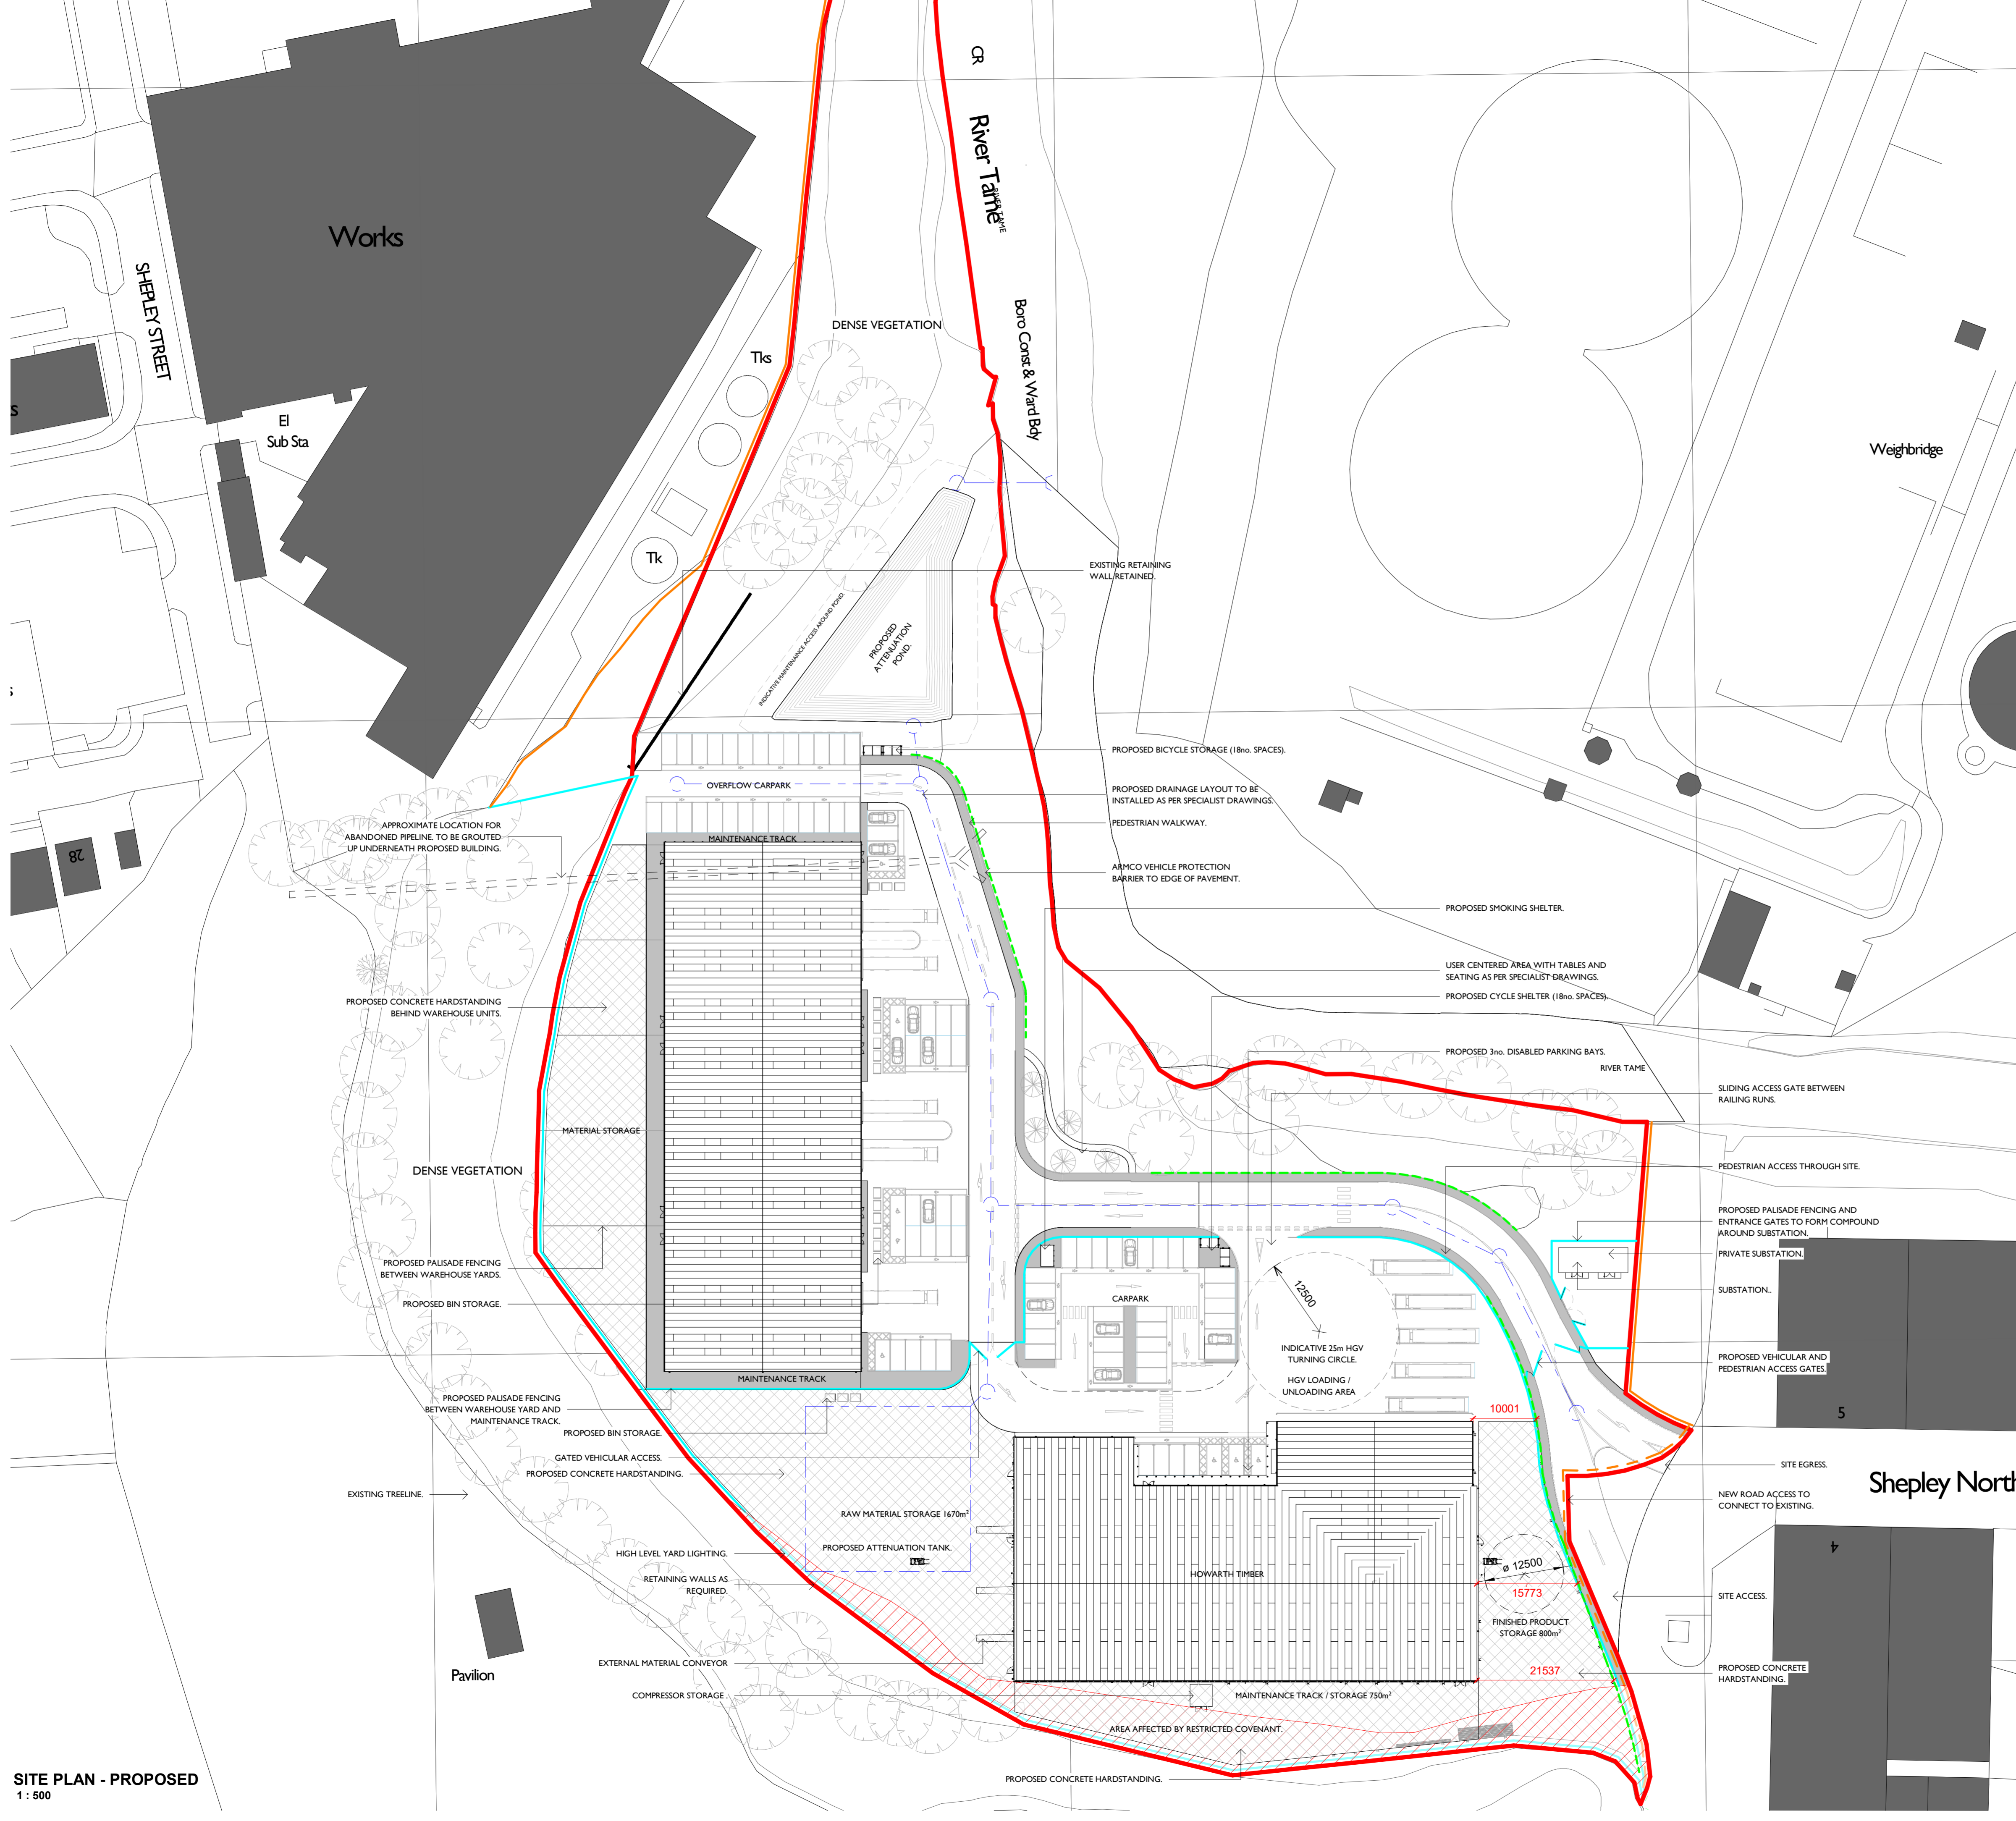 CR
River Tame
RIVER TAME
Works
SHEPLEY STREET
Boro Const & Ward Bdy
DENSE VEGETATION
Tks
El
Sub Sta
Weighbridge
Tk
EXISTING RETAINING
WALL RETAINED.
INDICATIVE MAINTENANCE ACCESS AROUND POND
PROPOSED
ATTENUATION
POND.
PROPOSED BICYCLE STORAGE (18no. SPACES).
OVERFLOW CARPARK
PROPOSED DRAINAGE LAYOUT TO BE
INSTALLED AS PER SPECIALIST DRAWINGS.
PEDESTRIAN WALKWAY.
APPROXIMATE LOCATION FOR
ABANDONED PIPELINE. TO BE GROUTED
UP UNDERNEATH PROPOSED BUILDING.
MAINTENANCE TRACK
28
ARMCO VEHICLE PROTECTION
BARRIER TO EDGE OF PAVEMENT.
PROPOSED SMOKING SHELTER.
USER CENTERED AREA WITH TABLES AND
SEATING AS PER SPECIALIST DRAWINGS.
PROPOSED CYCLE SHELTER (18no. SPACES).
PROPOSED CONCRETE HARDSTANDING
BEHIND WAREHOUSE UNITS.
PROPOSED 3no. DISABLED PARKING BAYS.
RIVER TAME
SLIDING ACCESS GATE BETWEEN
RAILING RUNS.
MATERIAL STORAGE
DENSE VEGETATION
PEDESTRIAN ACCESS THROUGH SITE.
PROPOSED PALISADE FENCING AND
ENTRANCE GATES TO FORM COMPOUND
AROUND SUBSTATION.
PRIVATE SUBSTATION.
SUBSTATION..
PROPOSED PALISADE FENCING
BETWEEN WAREHOUSE YARDS.
PROPOSED BIN STORAGE.
CARPARK
12500
INDICATIVE 25m HGV
TURNING CIRCLE.
HGV LOADING /
UNLOADING AREA
PROPOSED VEHICULAR AND
PEDESTRIAN ACCESS GATES.
MAINTENANCE TRACK
PROPOSED PALISADE FENCING
BETWEEN WAREHOUSE YARD AND
MAINTENANCE TRACK.
10001
5
PROPOSED BIN STORAGE.
GATED VEHICULAR ACCESS.
PROPOSED CONCRETE HARDSTANDING.
EXISTING TREELINE.
SITE EGRESS.
Shepley North
NEW ROAD ACCESS TO
CONNECT TO EXISTING.
RAW MATERIAL STORAGE 1670m²
PROPOSED ATTENUATION TANK.
HIGH LEVEL YARD LIGHTING.
RETAINING WALLS AS
REQUIRED.
HOWARTH TIMBER
ø 12500
15773
4
SITE ACCESS.
FINISHED PRODUCT
STORAGE 800m²
Pavilion
EXTERNAL MATERIAL CONVEYOR
21537
PROPOSED CONCRETE
HARDSTANDING.
COMPRESSOR STORAGE .
MAINTENANCE TRACK / STORAGE 750m²
AREA AFFECTED BY RESTRICTED COVENANT.
PROPOSED CONCRETE HARDSTANDING.
SITE PLAN - PROPOSED
1 : 500